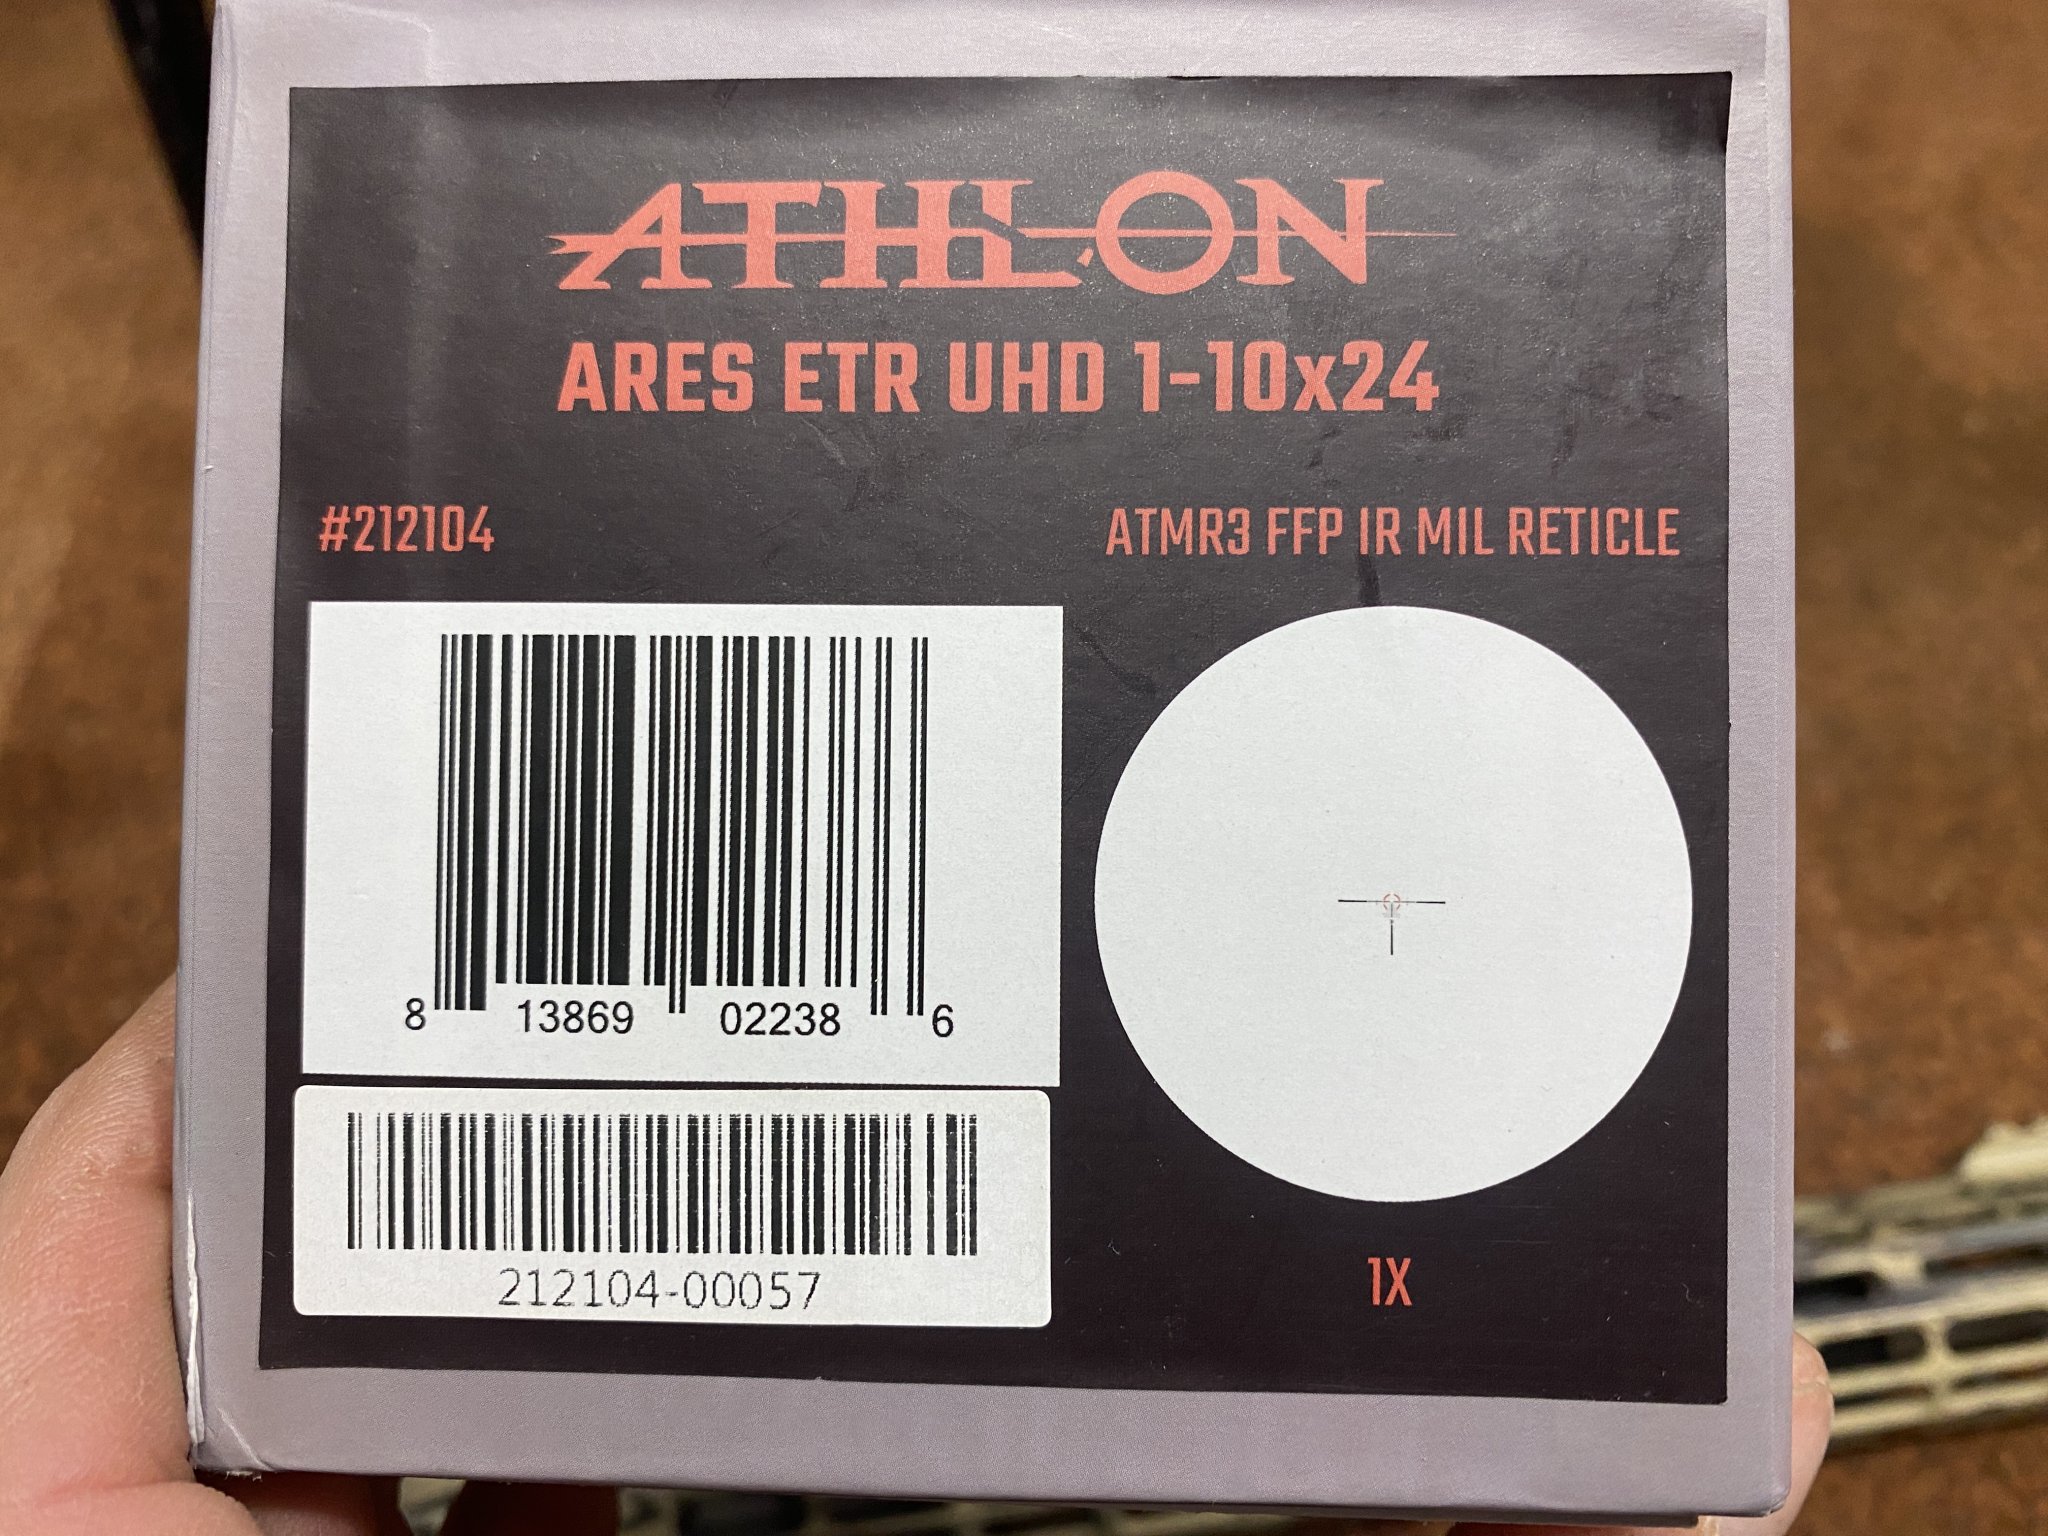 ATHLON
ARES ETR UHD 1-10x24
#212104
ATMR3 FFP IR MIL RETICLE
8 13869 02238 6
212104-00057
1X